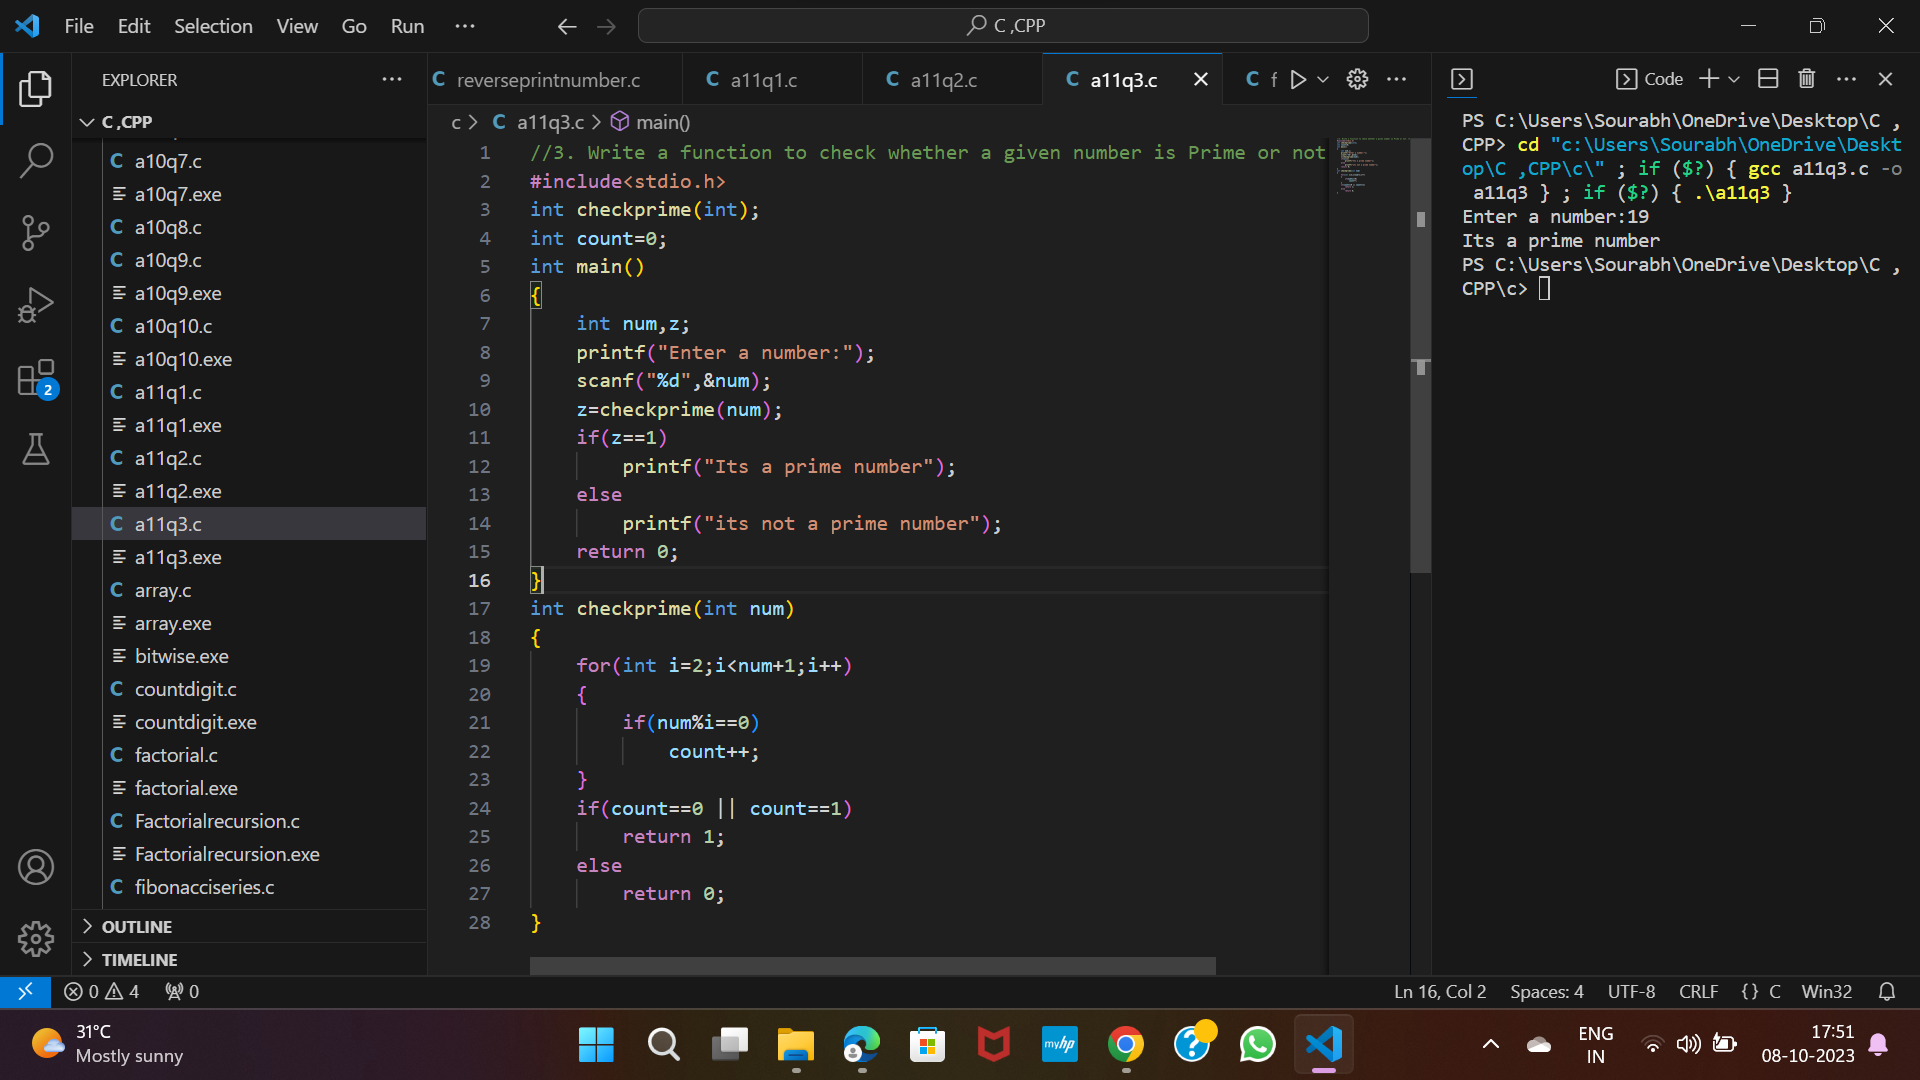 File Edit Selection View Go Run ··· C ,CPP
EXPLORER ···
C ,CPP
a10q7.c
a10q7.exe
a10q8.c
a10q9.c
a10q9.exe
a10q10.c
a10q10.exe
a11q1.c
a11q1.exe
a11q2.c
a11q2.exe
a11q3.c
a11q3.exe
array.c
array.exe
bitwise.exe
countdigit.c
countdigit.exe
factorial.c
factorial.exe
Factorialrecursion.c
Factorialrecursion.exe
fibonacciseries.c
OUTLINE
TIMELINE
2
C reverseprintnumber.c C a11q1.c C a11q2.c C a11q3.c C f
c > C a11q3.c > main()
1 //3. Write a function to check whether a given number is Prime or not
2 #include<stdio.h>
3 int checkprime(int);
4 int count=0;
5 int main()
6 {
7 int num,z;
8 printf("Enter a number:");
9 scanf("%d",&num);
10 z=checkprime(num);
11 if(z==1)
12 printf("Its a prime number");
13 else
14 printf("its not a prime number");
15 return 0;
16 }
17 int checkprime(int num)
18 {
19 for(int i=2;i<num+1;i++)
20 {
21 if(num%i==0)
22 count++;
23 }
24 if(count==0 || count==1)
25 return 1;
26 else
27 return 0;
28 }
Code
PS C:\Users\Sourabh\OneDrive\Desktop\C ,
CPP> cd "c:\Users\Sourabh\OneDrive\Deskt
op\C ,CPP\c\" ; if ($?) { gcc a11q3.c -o
a11q3 } ; if ($?) { .\a11q3 }
Enter a number:19
Its a prime number
PS C:\Users\Sourabh\OneDrive\Desktop\C ,
CPP\c>
0 4 0 Ln 16, Col 2 Spaces: 4 UTF-8 CRLF {} C Win32
31°C
Mostly sunny
myhp
ENG
IN
17:51
08-10-2023